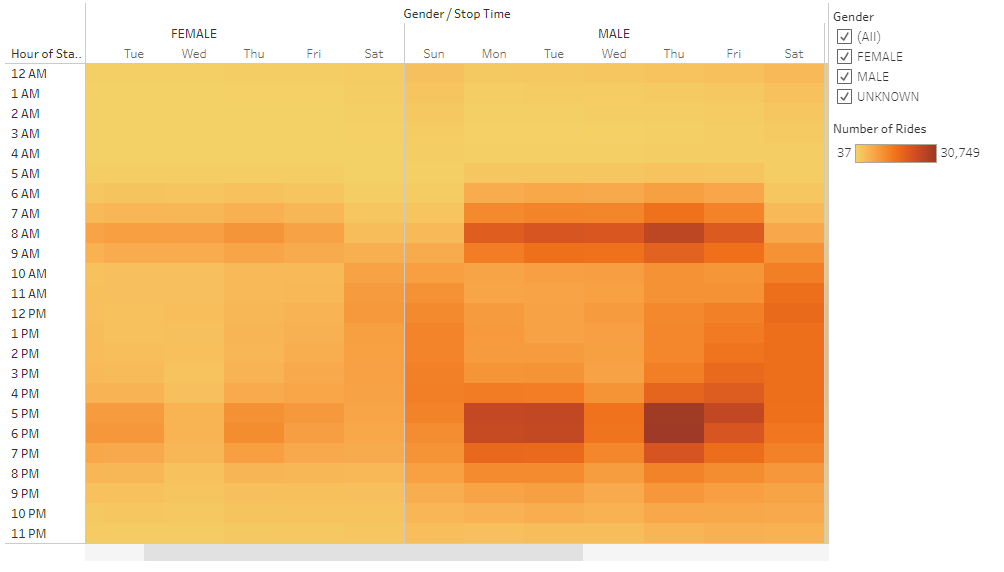 Gender / Stop Time
FEMALE
MALE
Hour of Sta..
Tue
Wed
Thu
Fri
Sat
Sun
Mon
Tue
Wed
Thu
Fri
Sat
12 AM
1 AM
2 AM
3 AM
4 AM
5 AM
6 AM
7 AM
8 AM
9 AM
10 AM
11 AM
12 PM
1 PM
2 PM
3 PM
4 PM
5 PM
6 PM
7 PM
8 PM
9 PM
10 PM
11 PM
Gender
(All)
FEMALE
MALE
UNKNOWN
Number of Rides
37
30,749